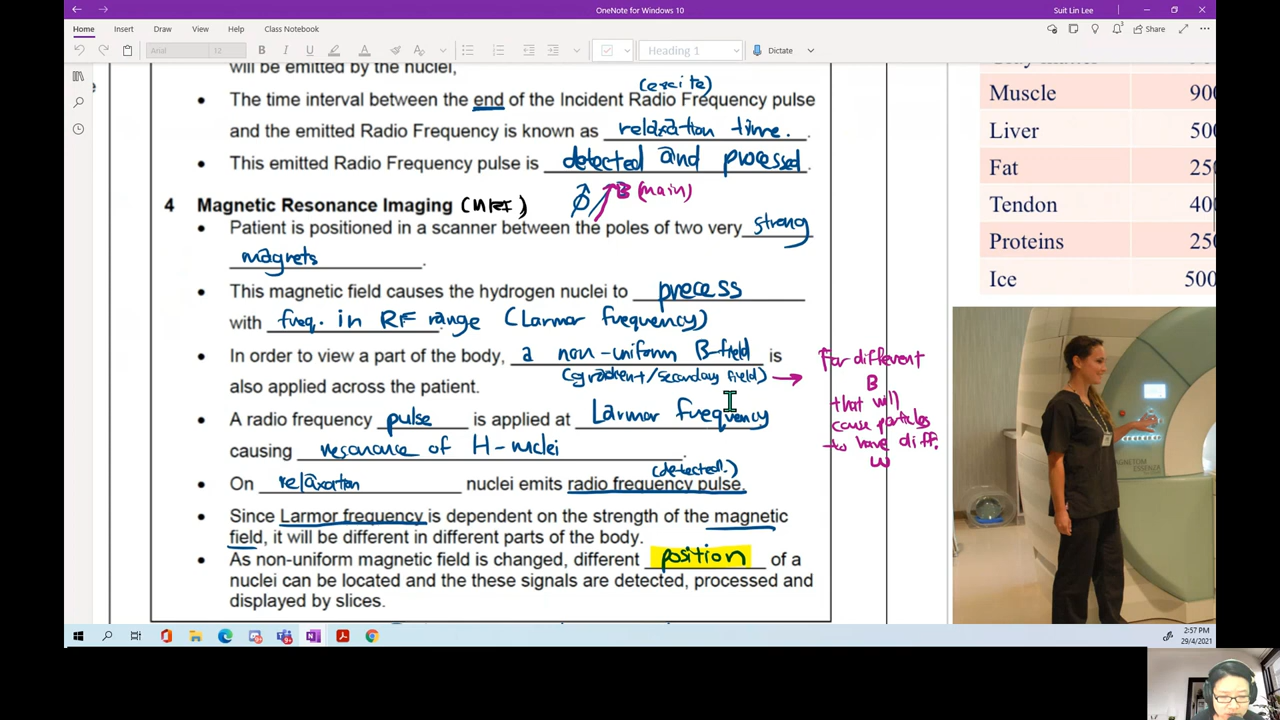 OneNote for Windows 10
Suit Lin Lee
Home Insert Draw View Help Class Notebook
Share
Arial 12 B I U A Heading 1 Dictate
will be emitted by the nuclei,
(excite)
• The time interval between the end of the Incident Radio Frequency pulse
and the emitted Radio Frequency is known as relaxation time.
• This emitted Radio Frequency pulse is detected and processed.
B (main)
4 Magnetic Resonance Imaging (MRI)
• Patient is positioned in a scanner between the poles of two very strong
magnets.
• This magnetic field causes the hydrogen nuclei to precess
with freq. in RF range (Larmor frequency)
• In order to view a part of the body, a non-uniform B-field is
(gradient/secondary field)
also applied across the patient.
For different
B
that will
cause particles
to have diff.
ω
• A radio frequency pulse is applied at Larmor frequency
causing resonance of H-nuclei.
(detected.)
• On relaxation nuclei emits radio frequency pulse.
• Since Larmor frequency is dependent on the strength of the magnetic
field, it will be different in different parts of the body.
• As non-uniform magnetic field is changed, different position of a
nuclei can be located and the these signals are detected, processed and
displayed by slices.
Muscle 900
Liver 500
Fat 250
Tendon 400
Proteins 250
Ice 500
MAGNETOM
2:57 PM
29/4/2021